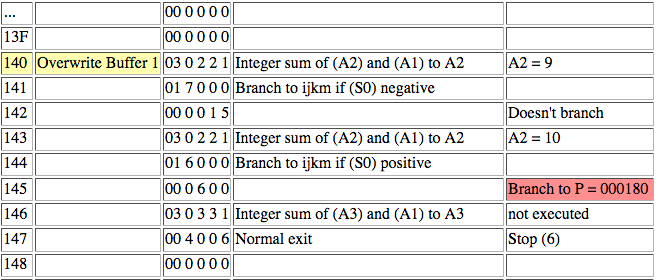 ... 00 0 0 0 0
13F 00 0 0 0 0
140 Overwrite Buffer 1 03 0 2 2 1 Integer sum of (A2) and (A1) to A2 A2 = 9
141 01 7 0 0 0 Branch to ijkm if (S0) negative
142 00 0 0 1 5 Doesn't branch
143 03 0 2 2 1 Integer sum of (A2) and (A1) to A2 A2 = 10
144 01 6 0 0 0 Branch to ijkm if (S0) positive
145 00 0 6 0 0 Branch to P = 000180
146 03 0 3 3 1 Integer sum of (A3) and (A1) to A3 not executed
147 00 4 0 0 6 Normal exit Stop (6)
148 00 0 0 0 0